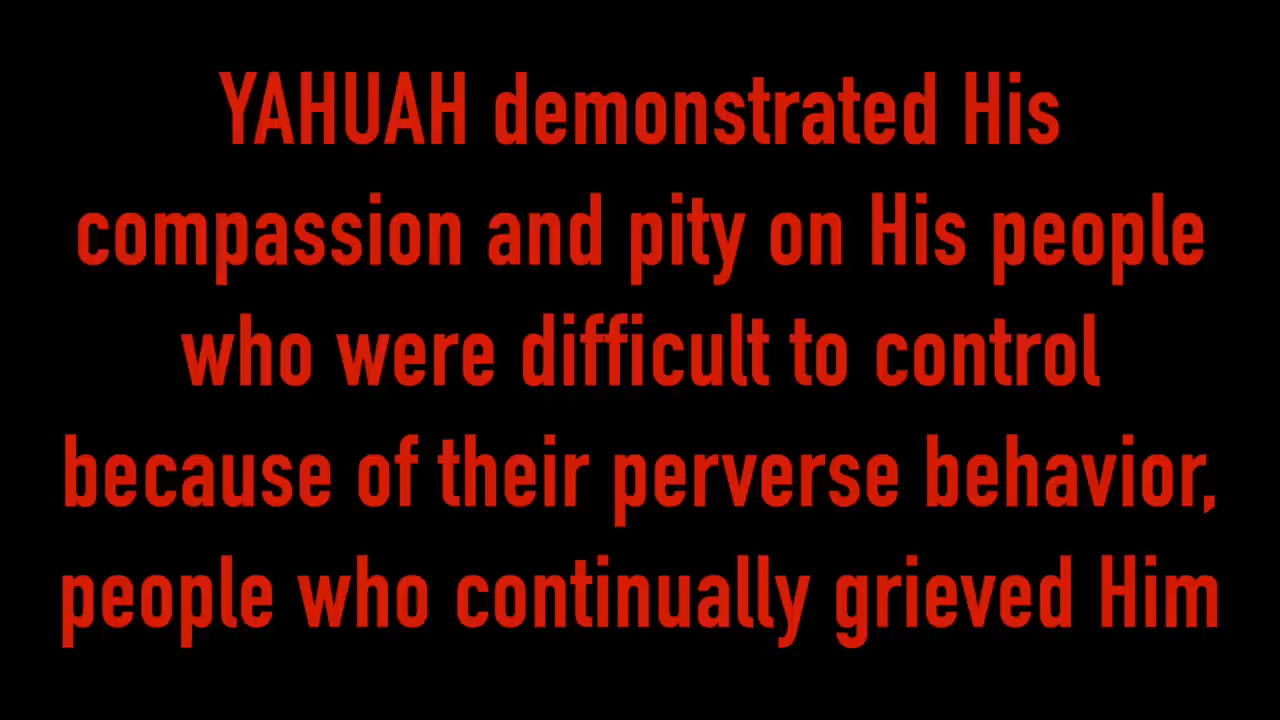 YAHUAH demonstrated His
compassion and pity on His people
who were difficult to control
because of their perverse behavior,
people who continually grieved Him